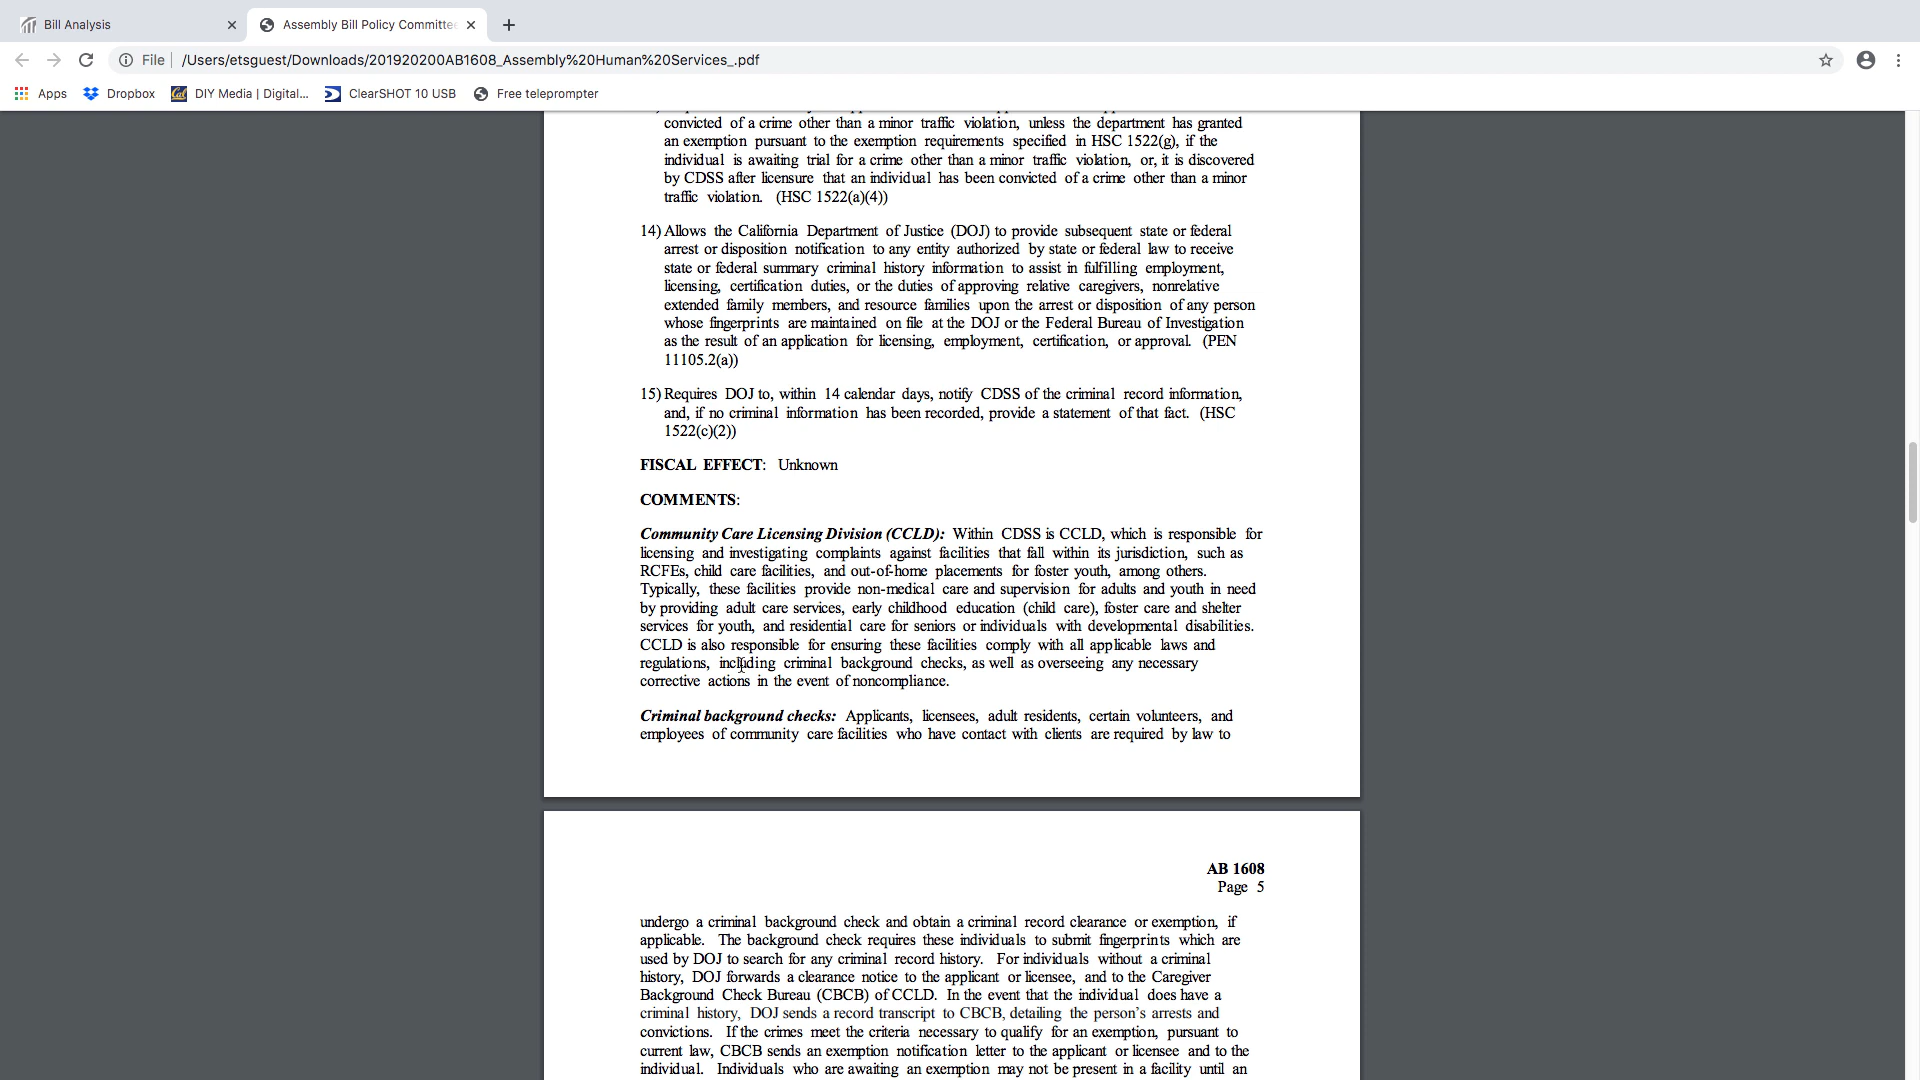 Bill Analysis
Assembly Bill Policy Committee
File
/Users/etsguest/Downloads/201920200AB1608_Assembly%20Human%20Services_.pdf
Apps
Dropbox
DIY Media | Digital...
ClearSHOT 10 USB
Free teleprompter
convicted of a crime other than a minor traffic violation, unless the department has granted
an exemption pursuant to the exemption requirements specified in HSC 1522(g), if the
individual is awaiting trial for a crime other than a minor traffic violation, or, it is discovered
by CDSS after licensure that an individual has been convicted of a crime other than a minor
traffic violation. (HSC 1522(a)(4))
14) Allows the California Department of Justice (DOJ) to provide subsequent state or federal
arrest or disposition notification to any entity authorized by state or federal law to receive
state or federal summary criminal history information to assist in fulfilling employment,
licensing, certification duties, or the duties of approving relative caregivers, nonrelative
extended family members, and resource families upon the arrest or disposition of any person
whose fingerprints are maintained on file at the DOJ or the Federal Bureau of Investigation
as the result of an application for licensing, employment, certification, or approval. (PEN
11105.2(a))
15) Requires DOJ to, within 14 calendar days, notify CDSS of the criminal record information,
and, if no criminal information has been recorded, provide a statement of that fact. (HSC
1522(c)(2))
FISCAL EFFECT: Unknown
COMMENTS:
Community Care Licensing Division (CCLD): Within CDSS is CCLD, which is responsible for
licensing and investigating complaints against facilities that fall within its jurisdiction, such as
RCFEs, child care facilities, and out-of-home placements for foster youth, among others.
Typically, these facilities provide non-medical care and supervision for adults and youth in need
by providing adult care services, early childhood education (child care), foster care and shelter
services for youth, and residential care for seniors or individuals with developmental disabilities.
CCLD is also responsible for ensuring these facilities comply with all applicable laws and
regulations, including criminal background checks, as well as overseeing any necessary
corrective actions in the event of noncompliance.
Criminal background checks: Applicants, licensees, adult residents, certain volunteers, and
employees of community care facilities who have contact with clients are required by law to
AB 1608
Page 5
undergo a criminal background check and obtain a criminal record clearance or exemption, if
applicable. The background check requires these individuals to submit fingerprints which are
used by DOJ to search for any criminal record history. For individuals without a criminal
history, DOJ forwards a clearance notice to the applicant or licensee, and to the Caregiver
Background Check Bureau (CBCB) of CCLD. In the event that the individual does have a
criminal history, DOJ sends a record transcript to CBCB, detailing the person's arrests and
convictions. If the crimes meet the criteria necessary to qualify for an exemption, pursuant to
current law, CBCB sends an exemption notification letter to the applicant or licensee and to the
individual. Individuals who are awaiting an exemption may not be present in a facility until an